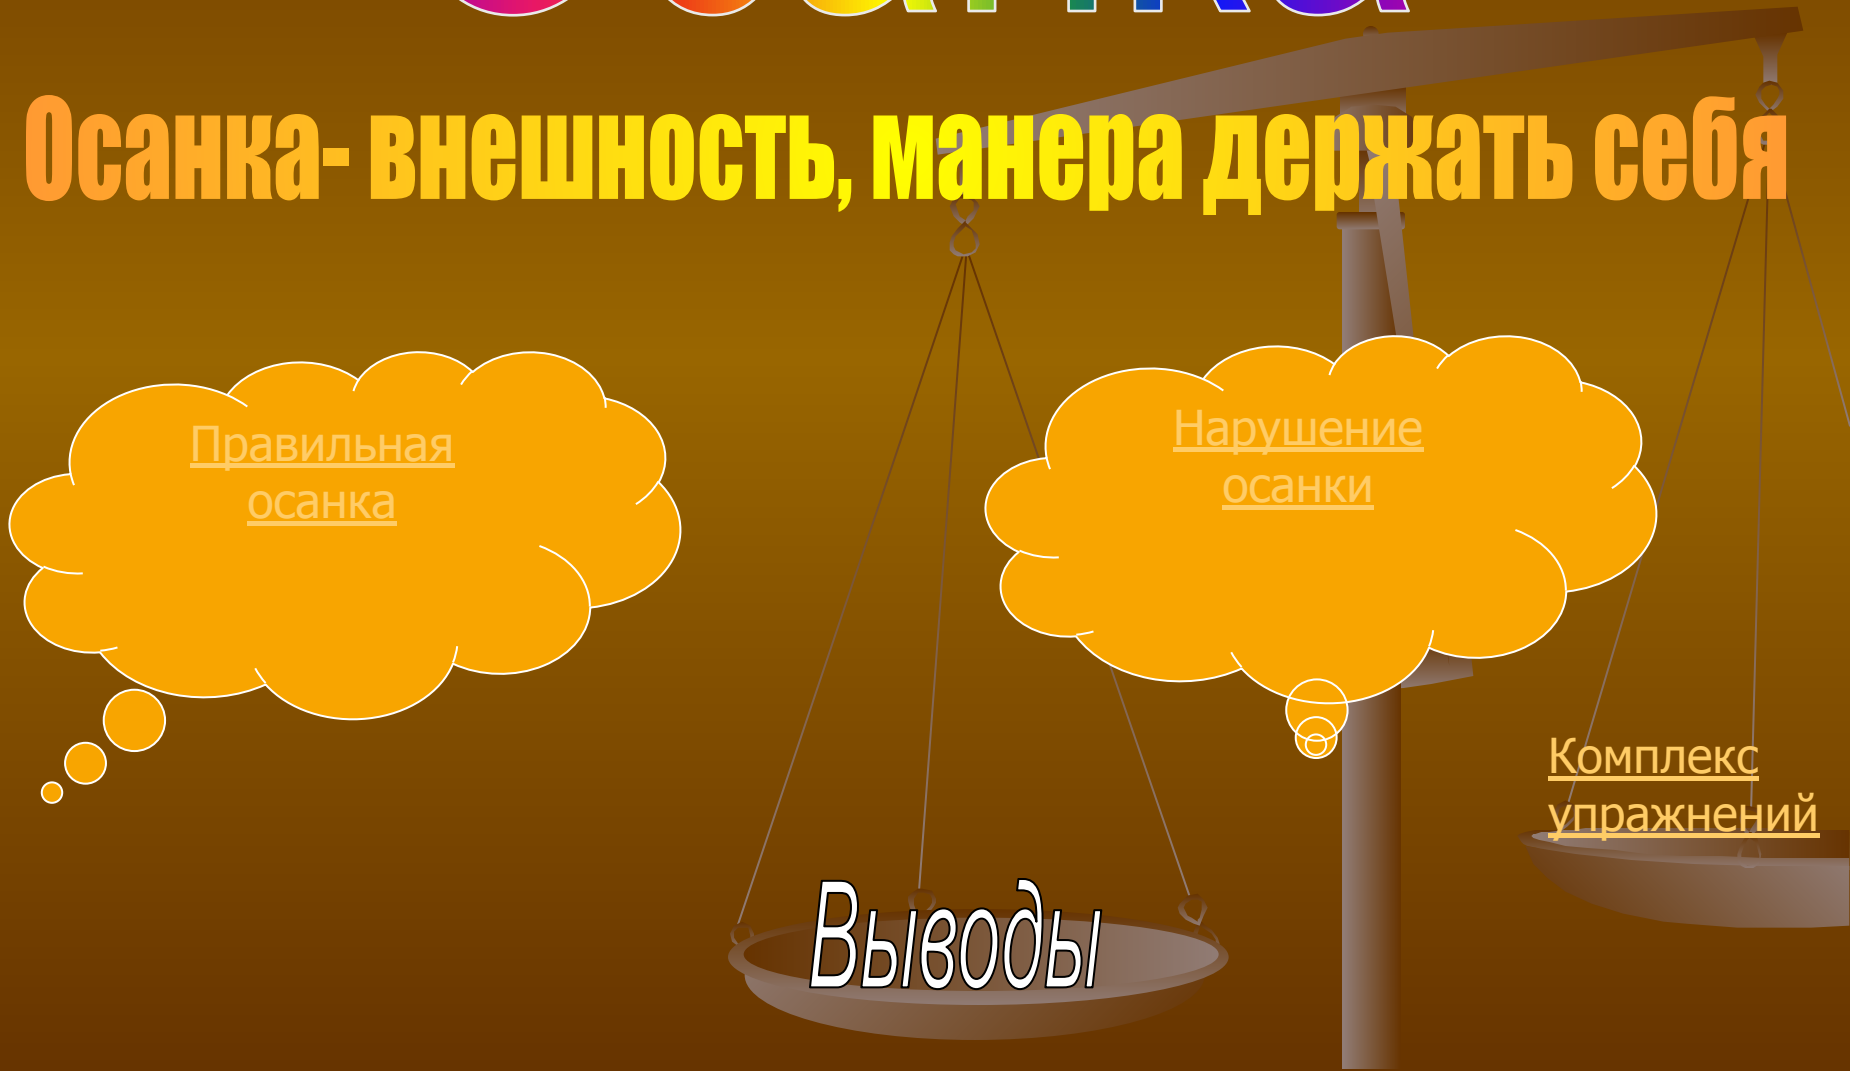 Осанка- внешность, манера держать себя
Правильная
осанка
Нарушение
осанки
Комплекс
упражнений
Выводы